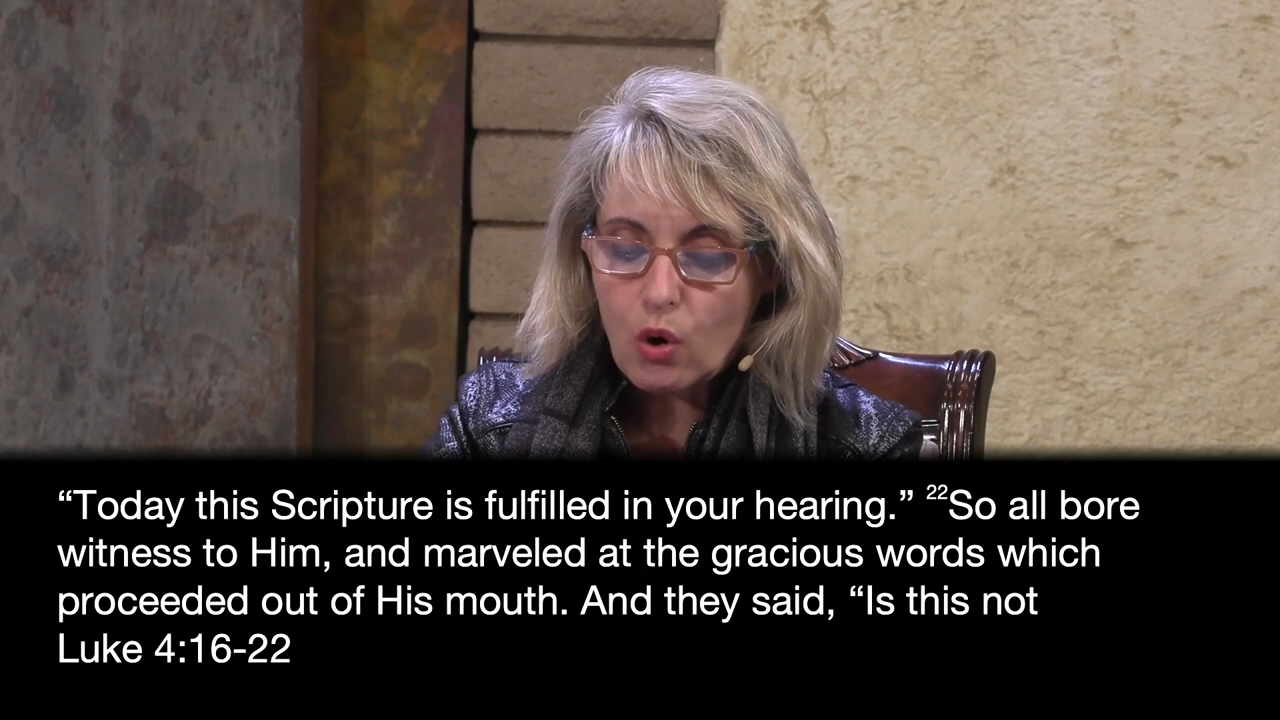 “Today this Scripture is fulfilled in your hearing.” ²²So all bore
witness to Him, and marveled at the gracious words which
proceeded out of His mouth. And they said, “Is this not
Luke 4:16-22